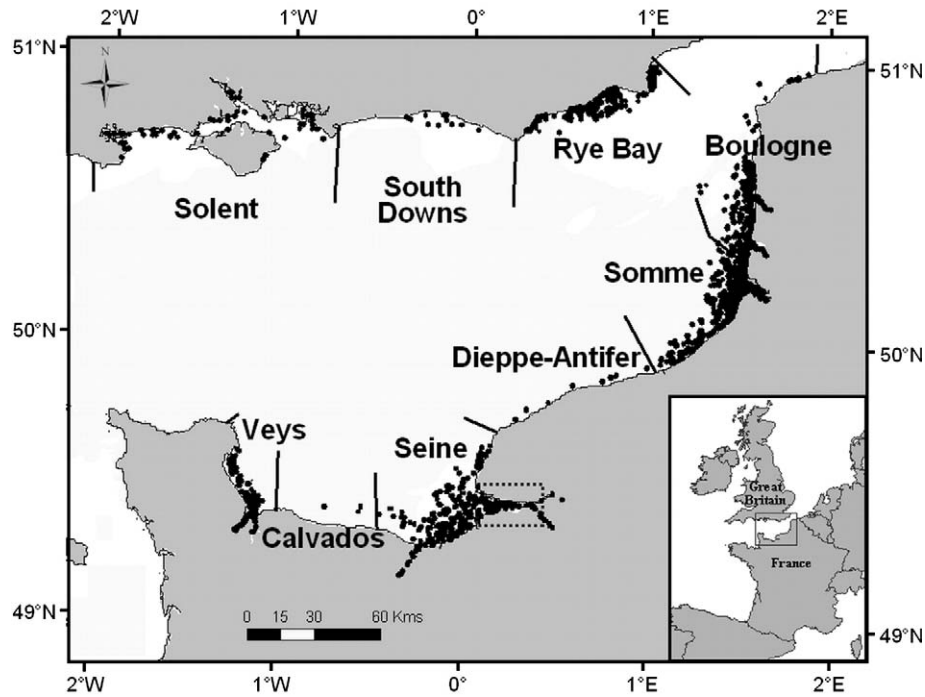 2°W 1°W 0° 1°E 2°E
51°N
51°N
N
Rye Bay
Boulogne
Solent
South
Downs
Somme
50°N
50°N
Dieppe-Antifer
Veys
Seine
Calvados
Great
Britain
France
0 15 30 60 Kms
49°N
49°N
2°W 1°W 0° 1°E 2°E